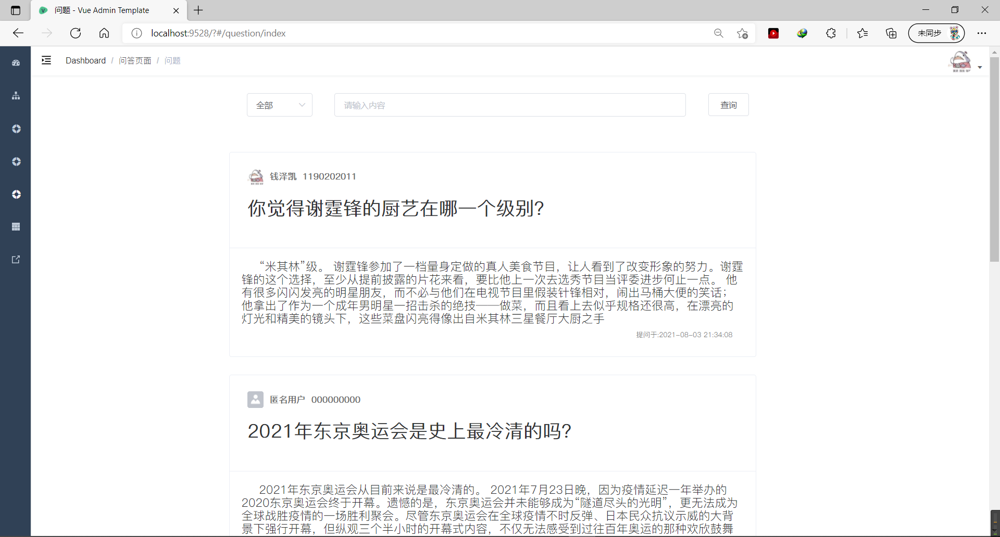 问题 - Vue Admin Template
localhost:9528/?#/question/index
未同步
Dashboard / 问答页面 / 问题
全部
请输入内容
查询
钱泽凯 1190202011
你觉得谢霆锋的厨艺在哪一个级别?
“米其林”级。 谢霆锋参加了一档量身定做的真人美食节目，让人看到了改变形象的努力。谢霆
锋的这个选择，至少从提前披露的片花来看，要比他上一次去选秀节目当评委进步何止一点。 他
有很多闪闪发亮的明星朋友，而不必与他们在电视节目里假装针锋相对，闹出马桶大便的笑话；
他拿出了作为一个成年男明星一招击杀的绝技——做菜，而且看上去似乎规格还很高，在漂亮的
灯光和精美的镜头下，这些菜盘闪亮得像出自米其林三星餐厅大厨之手
提问于:2021-08-03 21:34:08
匿名用户 000000000
2021年东京奥运会是史上最冷清的吗?
2021年东京奥运会从目前来说是最冷清的。 2021年7月23日晚，因为疫情延迟一年举办的
2020东京奥运会终于开幕。遗憾的是，东京奥运会并未能够成为“隧道尽头的光明”，更无法成为
全球战胜疫情的一场胜利聚会。尽管东京奥运会在全球疫情不时反弹、日本民众抗议示威的大背
景下强行开幕，但纵观三个半小时的开幕式内容，不仅无法感受到过往百年奥运的那种欢欣鼓舞